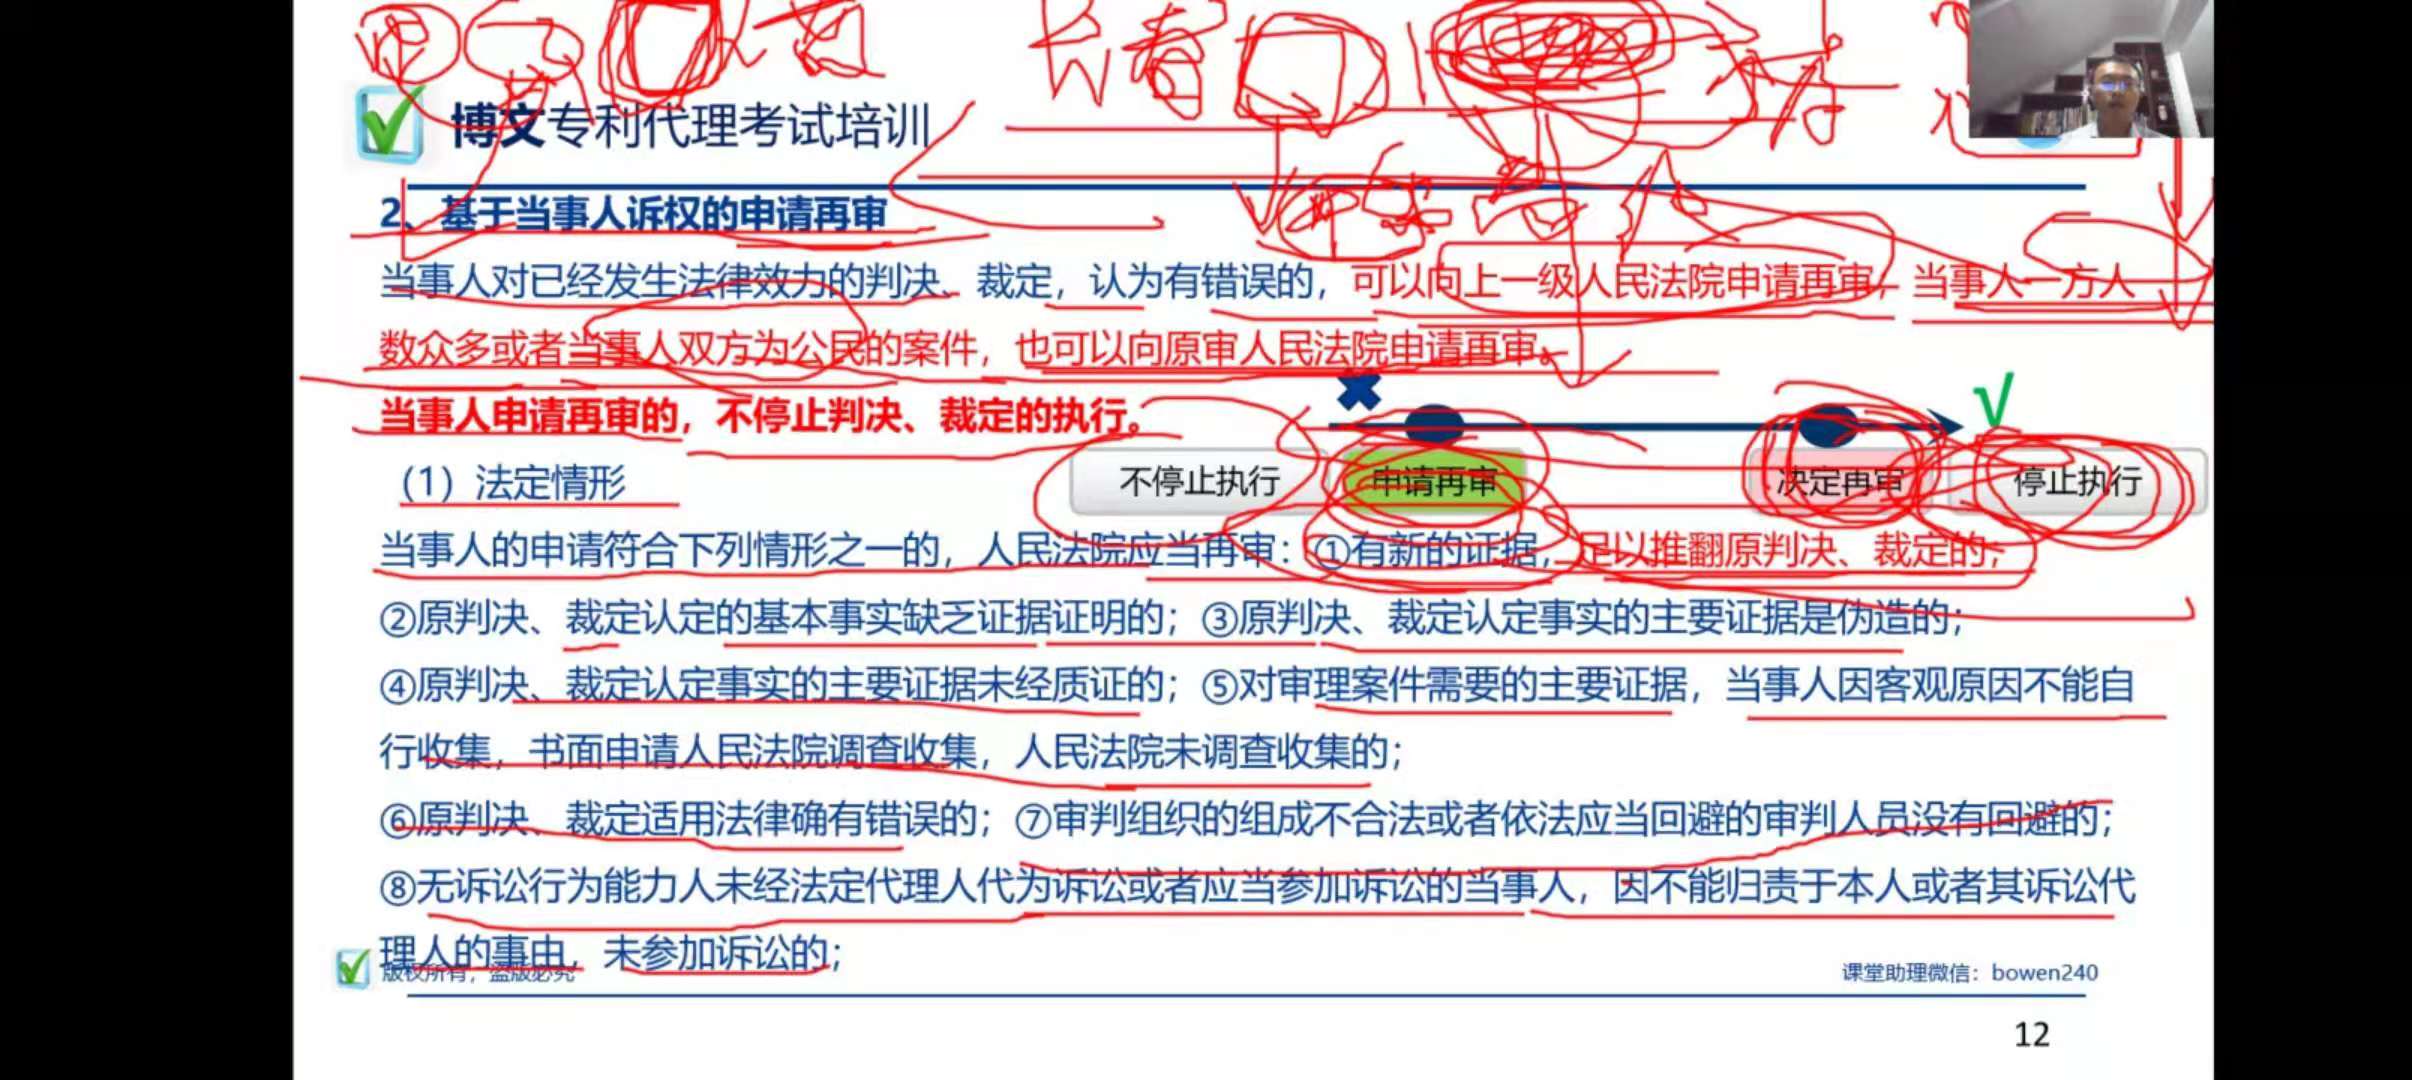 博文专利代理考试培训
2、基于当事人诉权的申请再审
当事人对已经发生法律效力的判决、裁定，认为有错误的，可以向上一级人民法院申请再审，当事人一方人
数众多或者当事人双方为公民的案件，也可以向原审人民法院申请再审。
当事人申请再审的，不停止判决、裁定的执行。
√
（1）法定情形
不停止执行 申请再审 决定再审 停止执行
当事人的申请符合下列情形之一的，人民法院应当再审：①有新的证据，足以推翻原判决、裁定的；
②原判决、裁定认定的基本事实缺乏证据证明的；③原判决、裁定认定事实的主要证据是伪造的；
④原判决、裁定认定事实的主要证据未经质证的；⑤对审理案件需要的主要证据，当事人因客观原因不能自
行收集，书面申请人民法院调查收集，人民法院未调查收集的；
⑥原判决、裁定适用法律确有错误的；⑦审判组织的组成不合法或者依法应当回避的审判人员没有回避的；
⑧无诉讼行为能力人未经法定代理人代为诉讼或者应当参加诉讼的当事人，因不能归责于本人或者其诉讼代
理人的事由，未参加诉讼的；
版权所有，盗版必究
课堂助理微信：bowen240
12